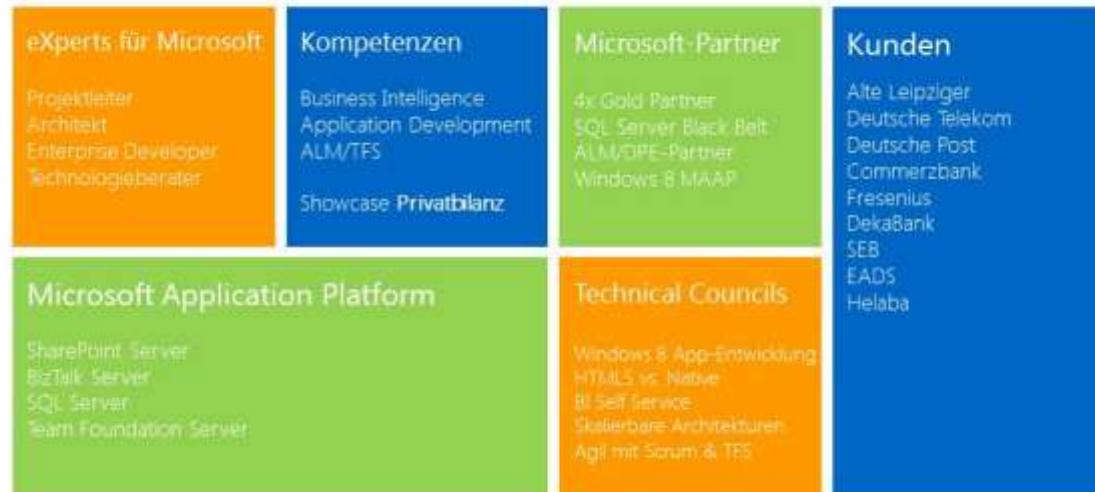 eXperts für Microsoft
Projektleiter
Architekt
Enterprise Developer
Technologieberater
Kompetenzen
Business Intelligence
Application Development
ALM/TFS
Showcase Privatbilanz
Microsoft-Partner
4x Gold Partner
SQL Server Black Belt
ALM/DPE-Partner
Windows 8 MAAP
Kunden
Alte Leipziger
Deutsche Telekom
Deutsche Post
Commerzbank
Fresenius
DekaBank
SEB
EADS
Helaba
Microsoft Application Platform
SharePoint Server
BizTalk Server
SQL Server
Team Foundation Server
Technical Councils
Windows 8 App-Entwicklung
HTML5 vs. Native
BI Self Service
Skalierbare Architekturen
Agil mit Scrum & TFS